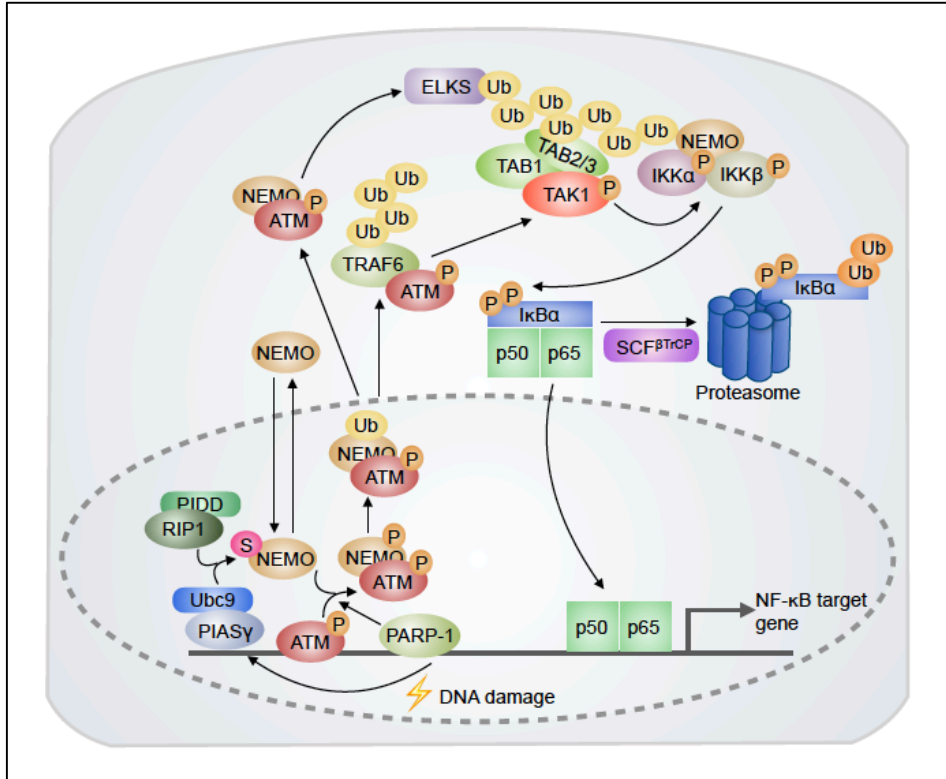 ELKS
Ub
Ub
Ub
Ub
Ub
Ub
Ub
Ub
NEMO
TAB2/3
TAB1
IKKα
P
IKKβ
P
TAK1
P
NEMO
P
ATM
Ub
Ub
Ub
Ub
TRAF6
P
ATM
Ub
Ub
P
P
IκBα
P
P
IκBα
p50
p65
SCFβTrCP
Proteasome
NEMO
Ub
NEMO
P
ATM
PIDD
RIP1
S
NEMO
P
NEMO
P
ATM
Ubc9
PIASγ
P
ATM
PARP-1
p50
p65
NF-κB target
gene
DNA damage